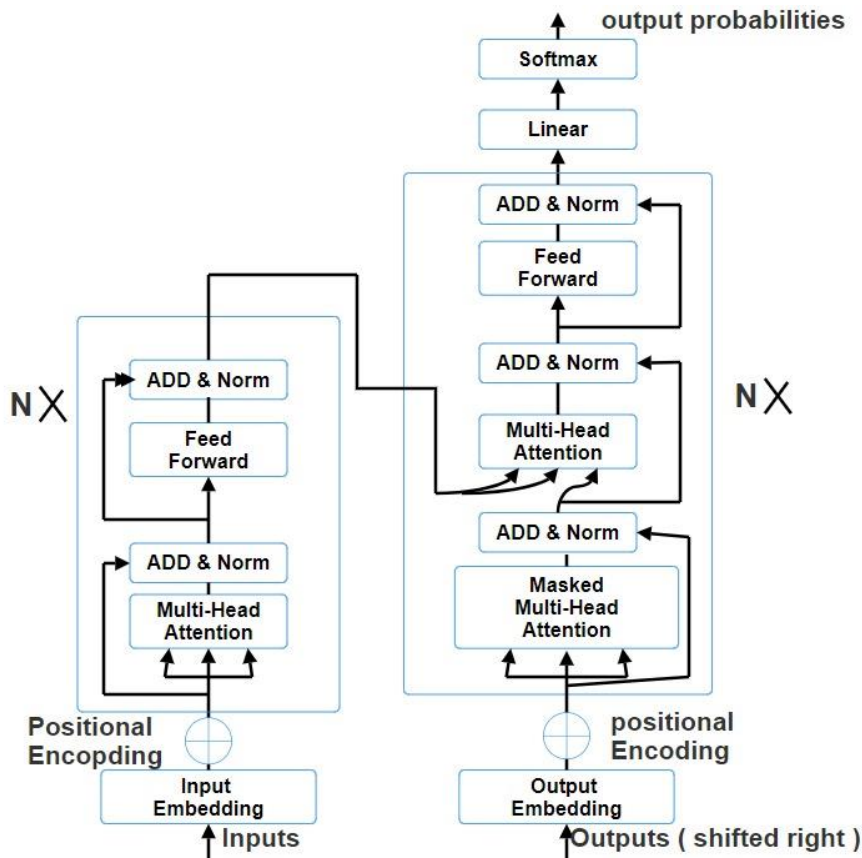 output probabilities
Softmax
Linear
ADD & Norm
Feed
Forward
ADD & Norm
Multi-Head
Attention
ADD & Norm
Masked
Multi-Head
Attention
N X
positional
Encoding
Output
Embedding
Outputs ( shifted right )
N X
ADD & Norm
Feed
Forward
ADD & Norm
Multi-Head
Attention
Positional
Encopding
Input
Embedding
Inputs